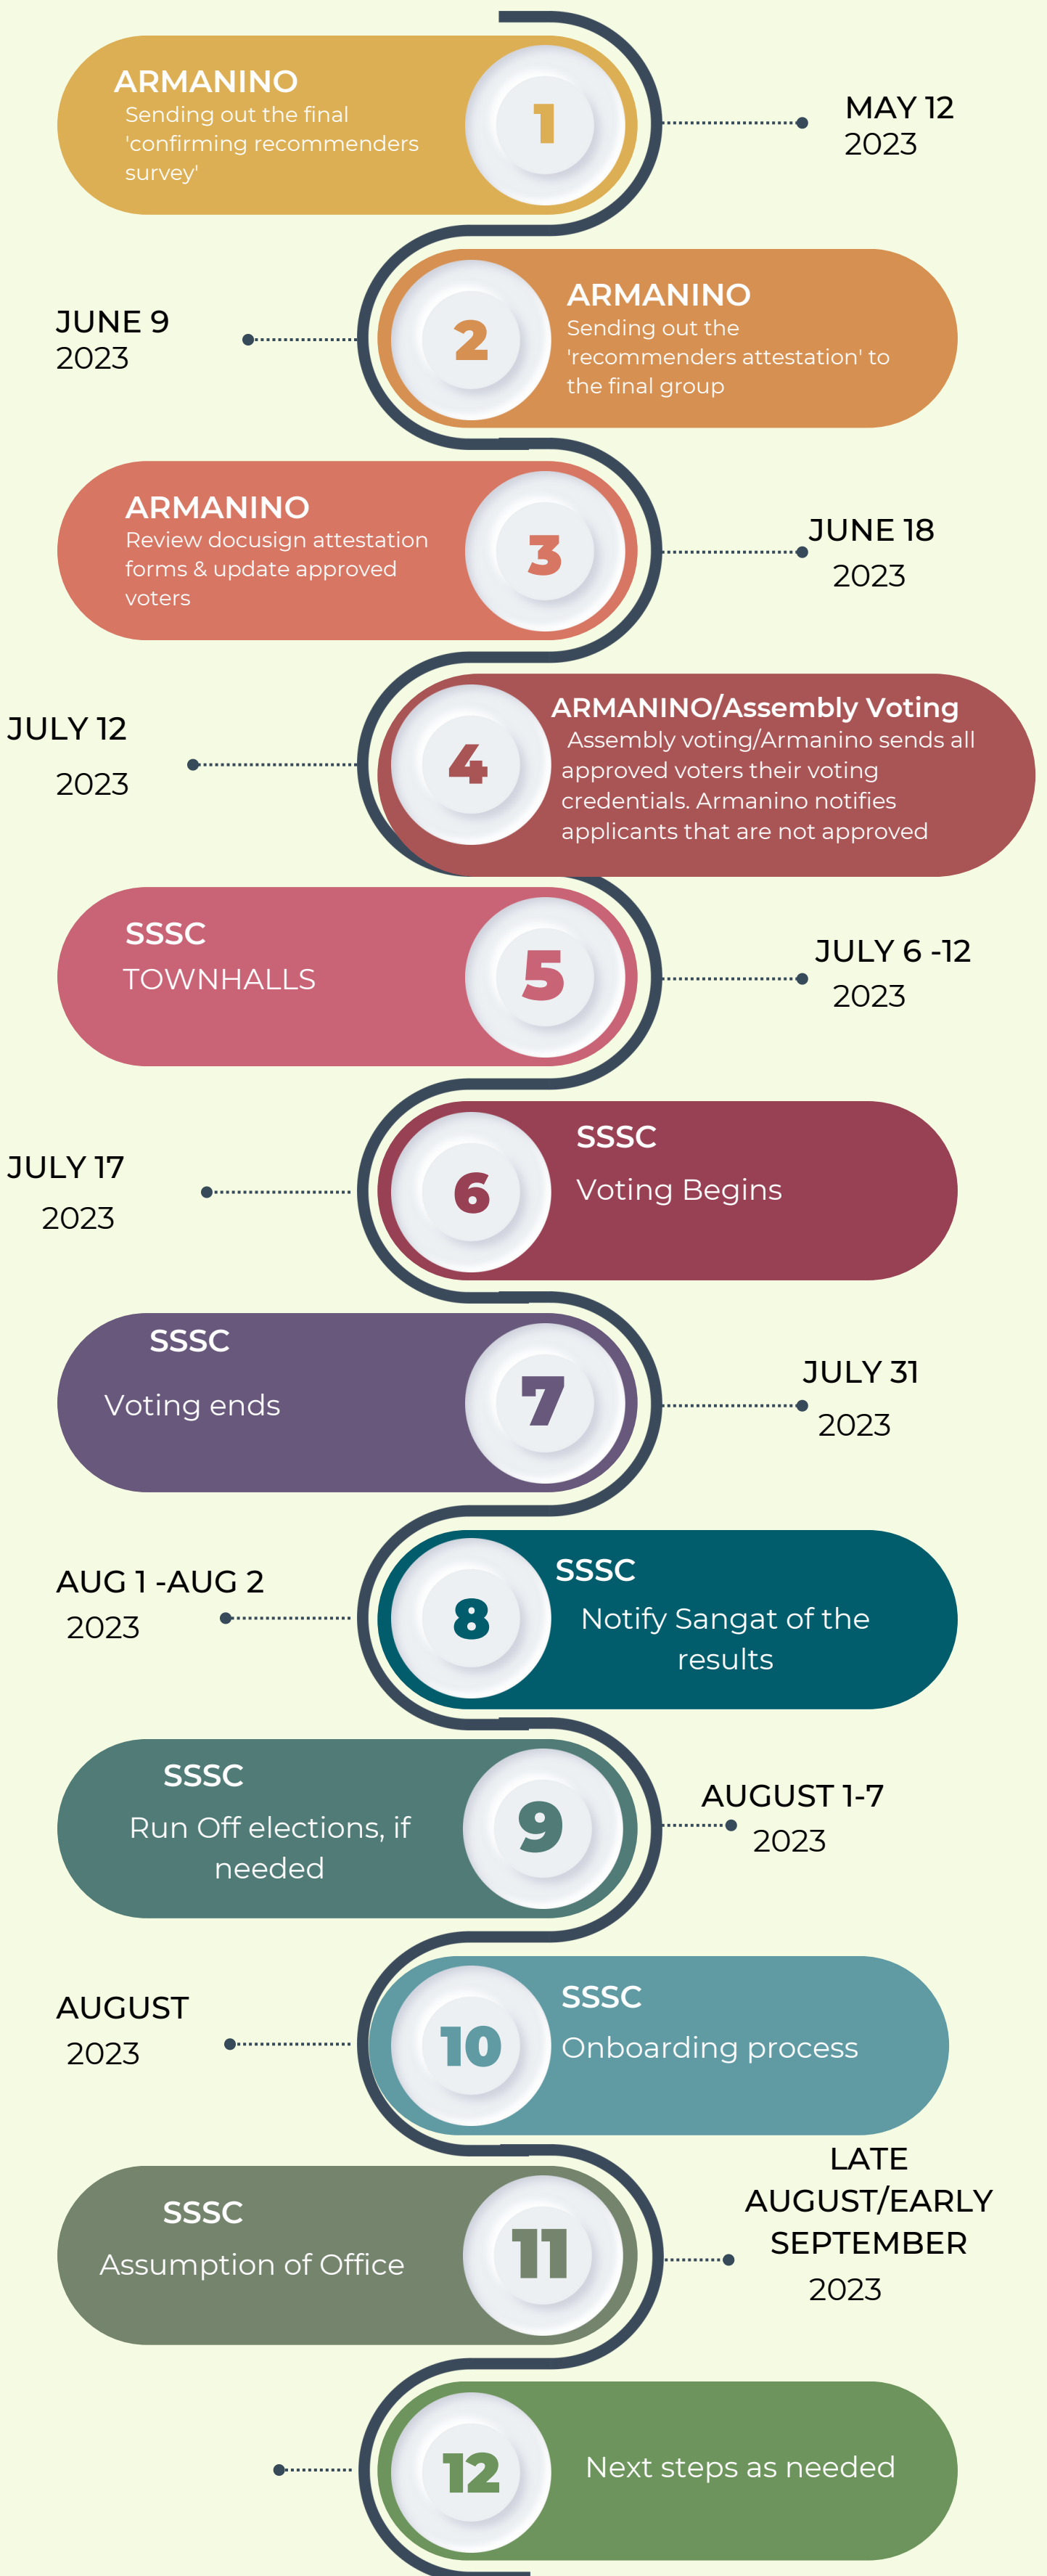 ARMANINO
Sending out the final
'confirming recommenders
survey'
1
MAY 12
2023
JUNE 9
2023
2
ARMANINO
Sending out the
'recommenders attestation' to
the final group
ARMANINO
Review docusign attestation
forms & update approved
voters
3
JUNE 18
2023
JULY 12
2023
4
ARMANINO/Assembly Voting
Assembly voting/Armanino sends all
approved voters their voting
credentials. Armanino notifies
applicants that are not approved
SSSC
TOWNHALLS
5
JULY 6 -12
2023
JULY 17
2023
6
SSSC
Voting Begins
SSSC
Voting ends
7
JULY 31
2023
AUG 1 -AUG 2
2023
8
SSSC
Notify Sangat of the
results
SSSC
Run Off elections, if
needed
9
AUGUST 1-7
2023
AUGUST
2023
10
SSSC
Onboarding process
SSSC
Assumption of Office
11
LATE
AUGUST/EARLY
SEPTEMBER
2023
12
Next steps as needed